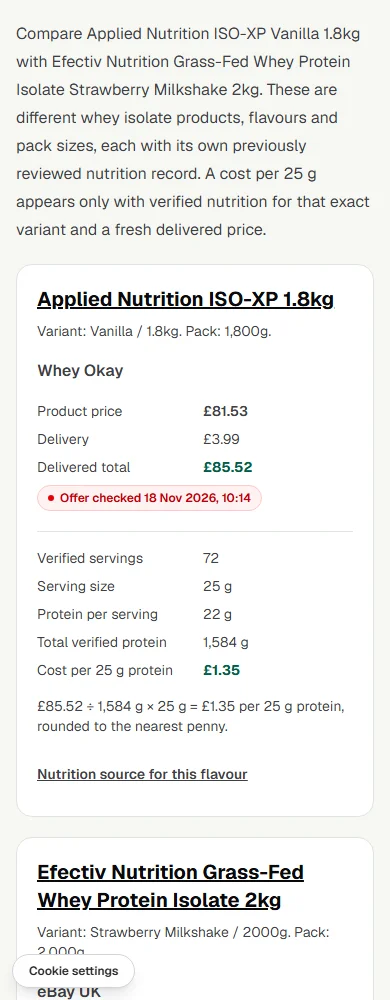 Compare Applied Nutrition ISO-XP Vanilla 1.8kg
with Efectiv Nutrition Grass-Fed Whey Protein
Isolate Strawberry Milkshake 2kg. These are
different whey isolate products, flavours and
pack sizes, each with its own previously
reviewed nutrition record. A cost per 25 g
appears only with verified nutrition for that exact
variant and a fresh delivered price.
Applied Nutrition ISO-XP 1.8kg
Variant: Vanilla / 1.8kg. Pack: 1,800g.
Whey Okay
Product price £81.53
Delivery £3.99
Delivered total £85.52
Offer checked 18 Nov 2026, 10:14
Verified servings 72
Serving size 25 g
Protein per serving 22 g
Total verified protein 1,584 g
Cost per 25 g protein £1.35
£85.52 ÷ 1,584 g × 25 g = £1.35 per 25 g protein,
rounded to the nearest penny.
Nutrition source for this flavour
Efectiv Nutrition Grass-Fed
Whey Protein Isolate 2kg
Variant: Strawberry Milkshake / 2000g. Pack:
2,000g.
Cookie settings
eBay UK